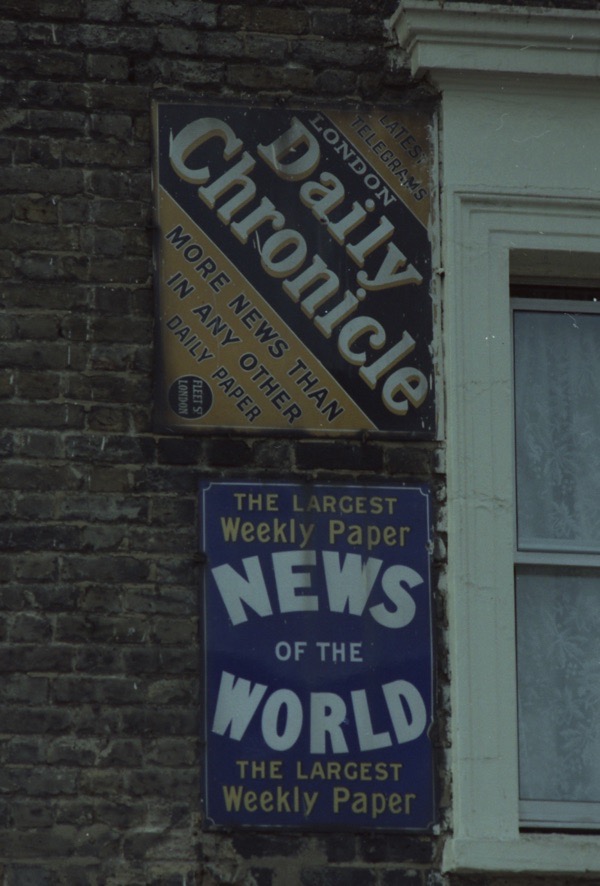 LATEST
TELEGRAMS
LONDON
Daily
Chronicle
MORE NEWS THAN
IN ANY OTHER
DAILY PAPER
FLEET ST
LONDON
THE LARGEST
Weekly Paper
NEWS
OF THE
WORLD
THE LARGEST
Weekly Paper